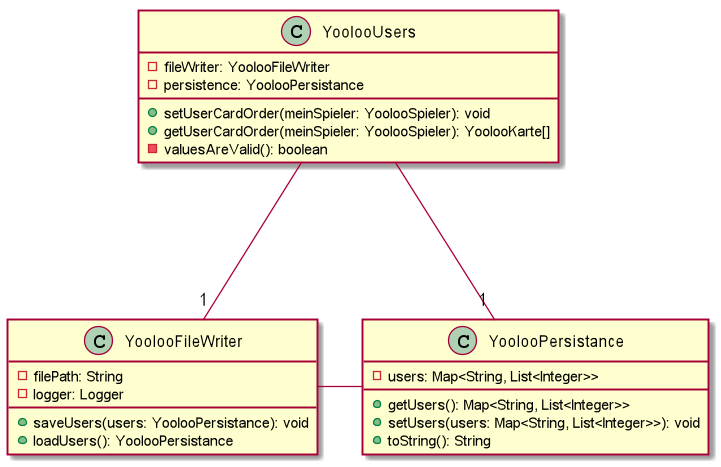 C YoolooUsers
fileWriter: YoolooFileWriter
persistence: YoolooPersistance
setUserCardOrder(meinSpieler: YoolooSpieler): void
getUserCardOrder(meinSpieler: YoolooSpieler): YoolooKarte[]
valuesAreValid(): boolean
1
1
C YoolooFileWriter
filePath: String
logger: Logger
saveUsers(users: YoolooPersistance): void
loadUsers(): YoolooPersistance
C YoolooPersistance
users: Map<String, List<Integer>>
getUsers(): Map<String, List<Integer>>
setUsers(users: Map<String, List<Integer>>): void
toString(): String